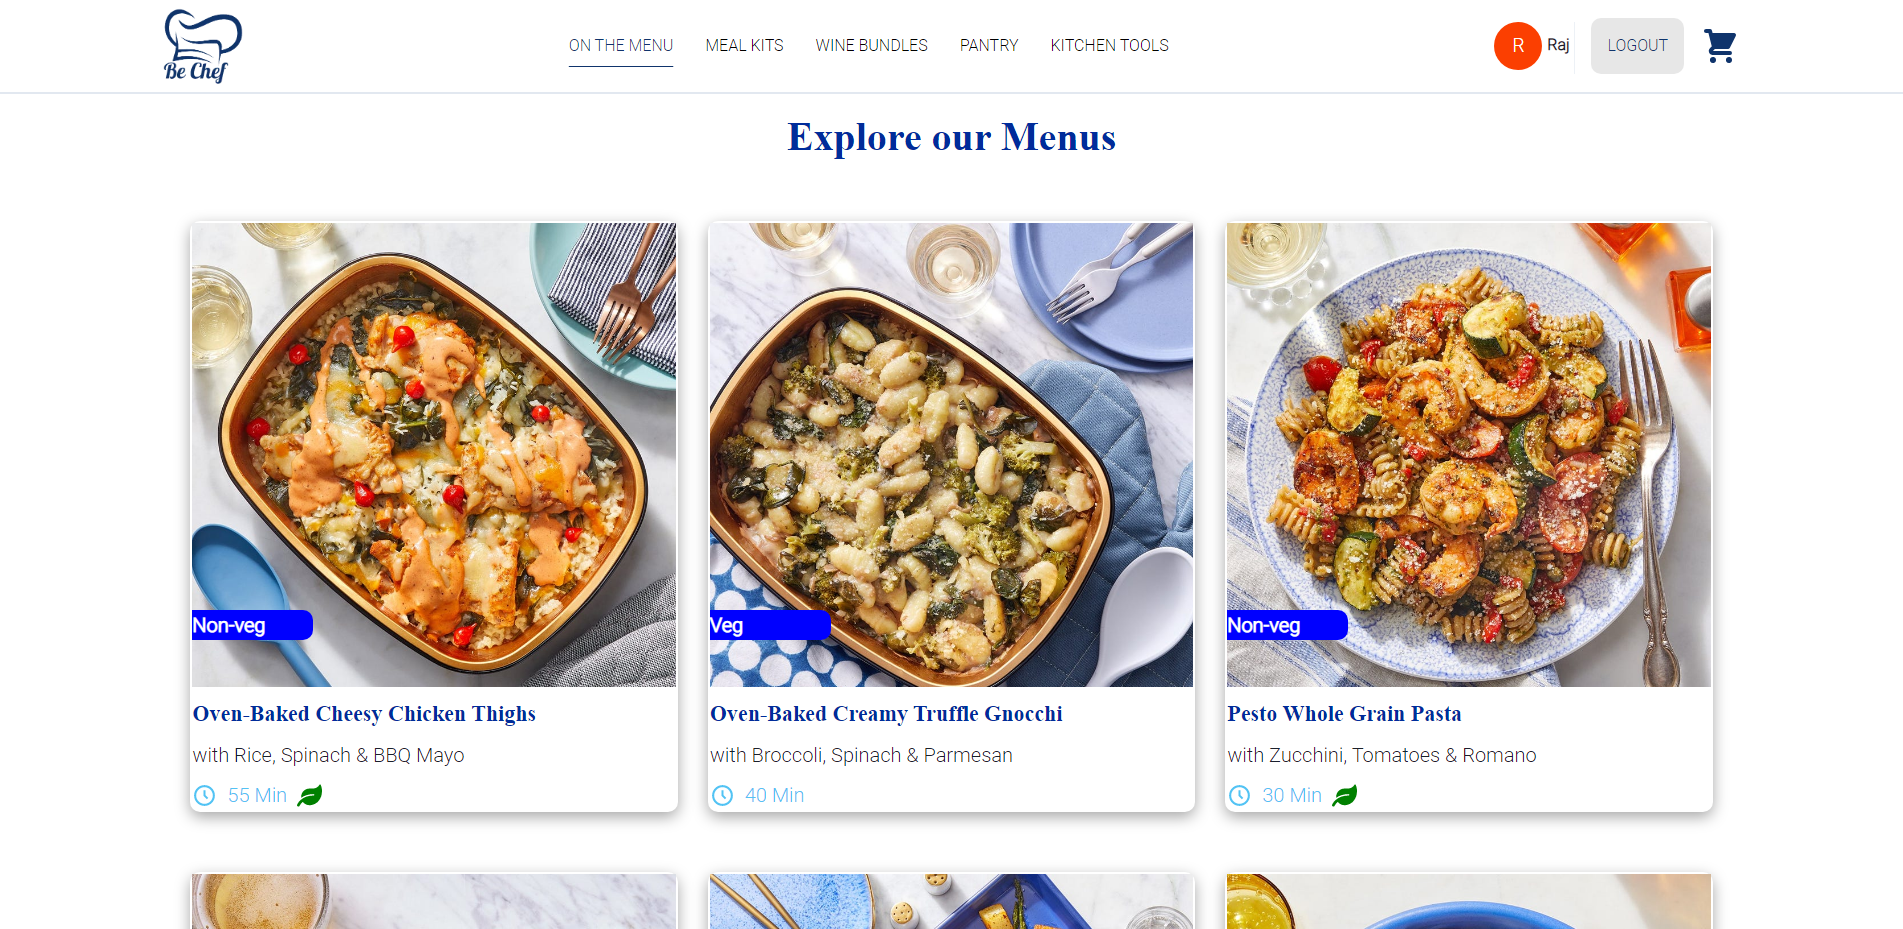 Be Chef
ON THE MENU
MEAL KITS
WINE BUNDLES
PANTRY
KITCHEN TOOLS
R
Raj
LOGOUT
Explore our Menus
Non-veg
Oven-Baked Cheesy Chicken Thighs
with Rice, Spinach & BBQ Mayo
55 Min
Veg
Oven-Baked Creamy Truffle Gnocchi
with Broccoli, Spinach & Parmesan
40 Min
Non-veg
Pesto Whole Grain Pasta
with Zucchini, Tomatoes & Romano
30 Min